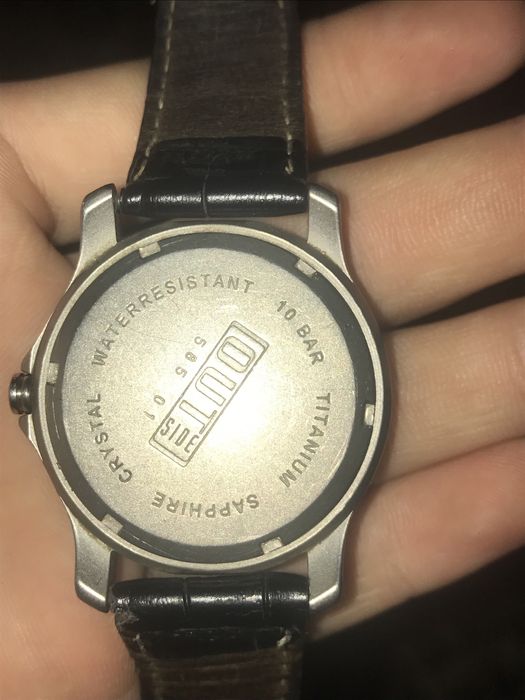 WATERRESISTANT 10 BAR TITANIUM SAPPHIRE CRYSTAL
OUT
SIDE
585 01